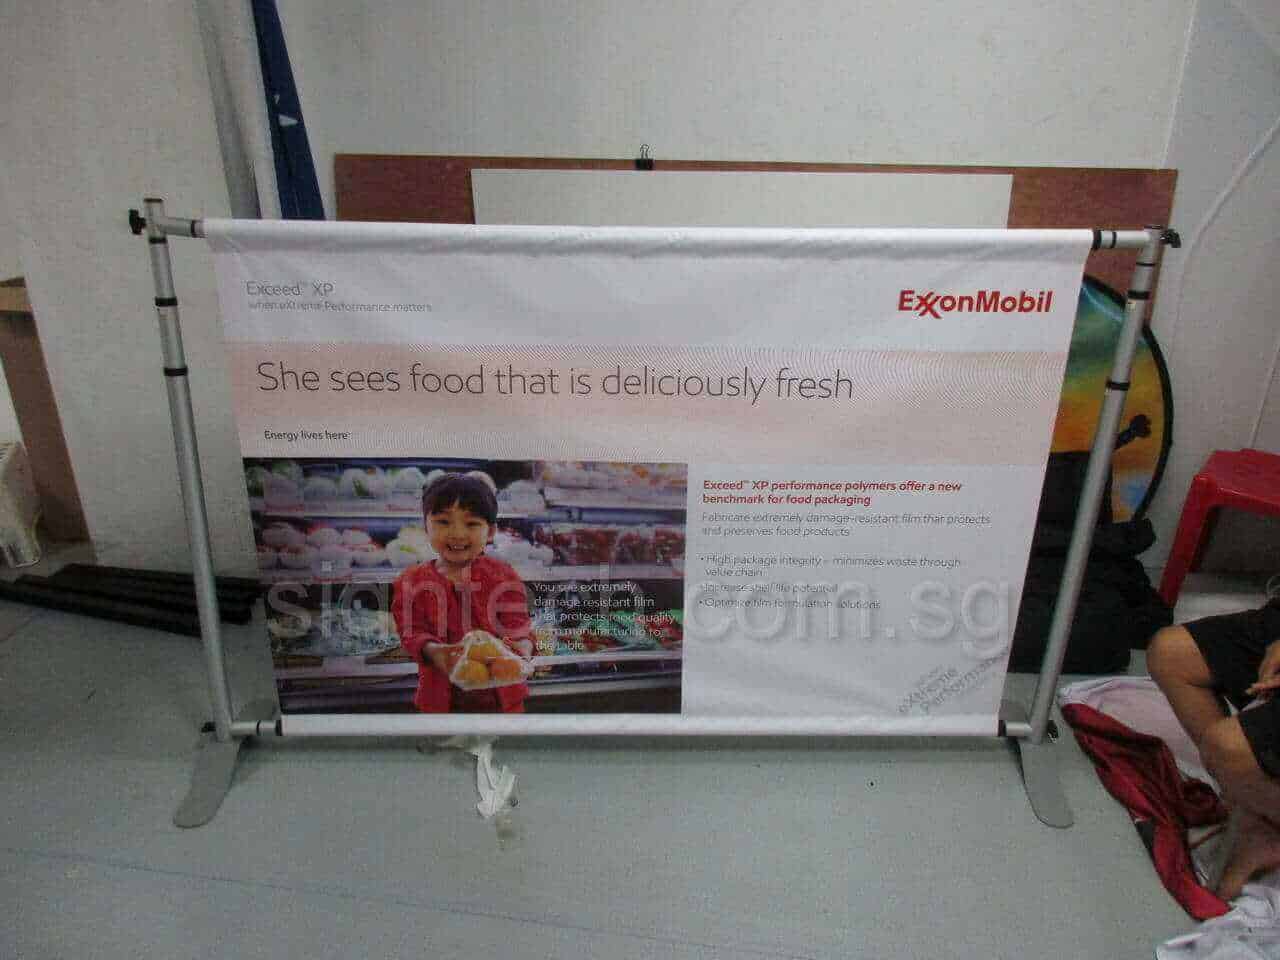 Exceed™ XP
when eXtreme Performance matters
ExxonMobil
She sees food that is deliciously fresh
Energy lives here™
You see extremely
damage resistant film
that protects food quality
from manufacturing to
the table
Exceed™ XP performance polymers offer a new
benchmark for food packaging
Fabricate extremely damage-resistant film that protects
and preserves food products
• High package integrity – minimizes waste through
value chain
• Increase shelf life potential
• Optimize film formulation solutions
eXtreme
Performance
signtech.com.sg